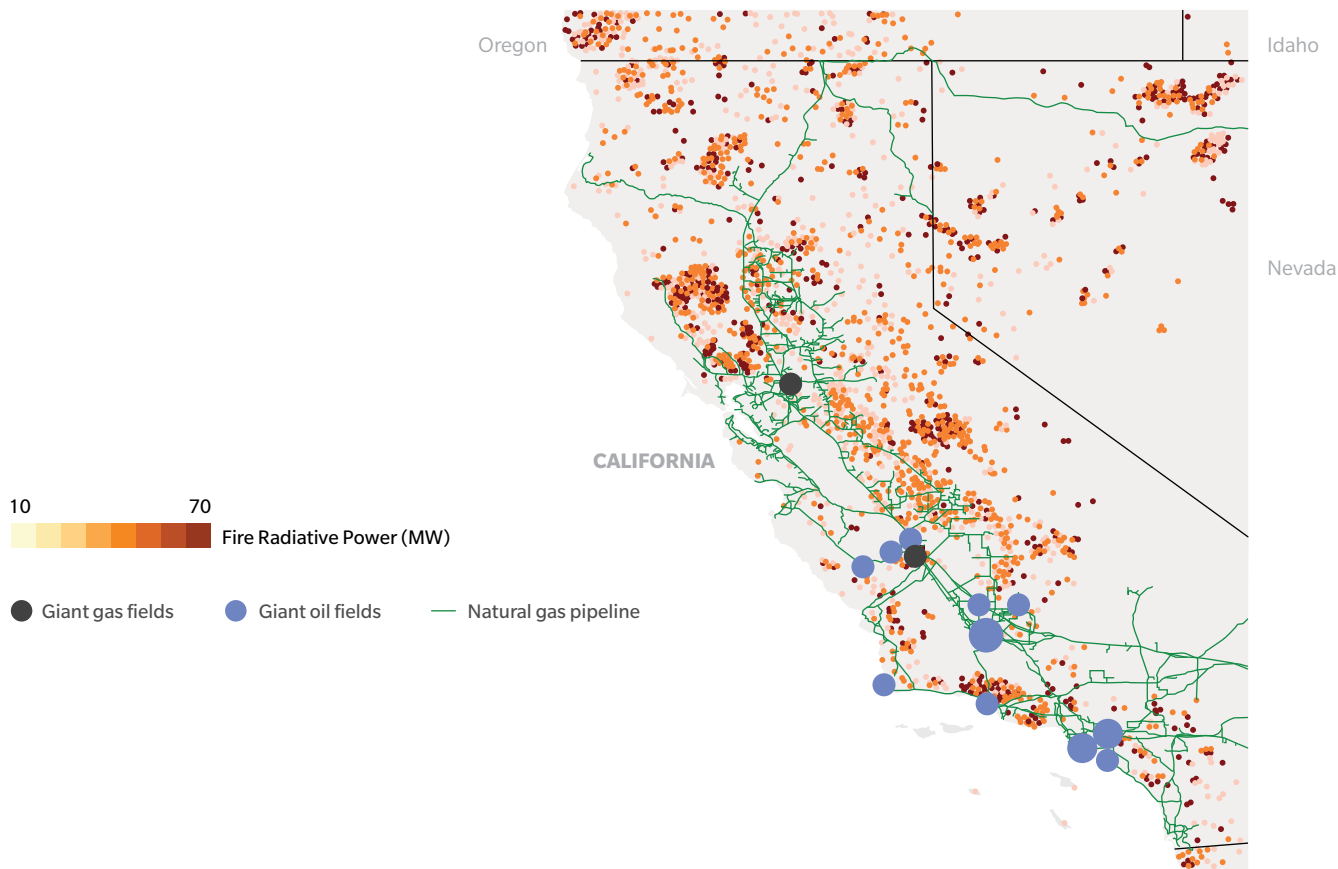 Oregon
Idaho
Nevada
CALIFORNIA
10 70
Fire Radiative Power (MW)
Giant gas fields
Giant oil fields
Natural gas pipeline